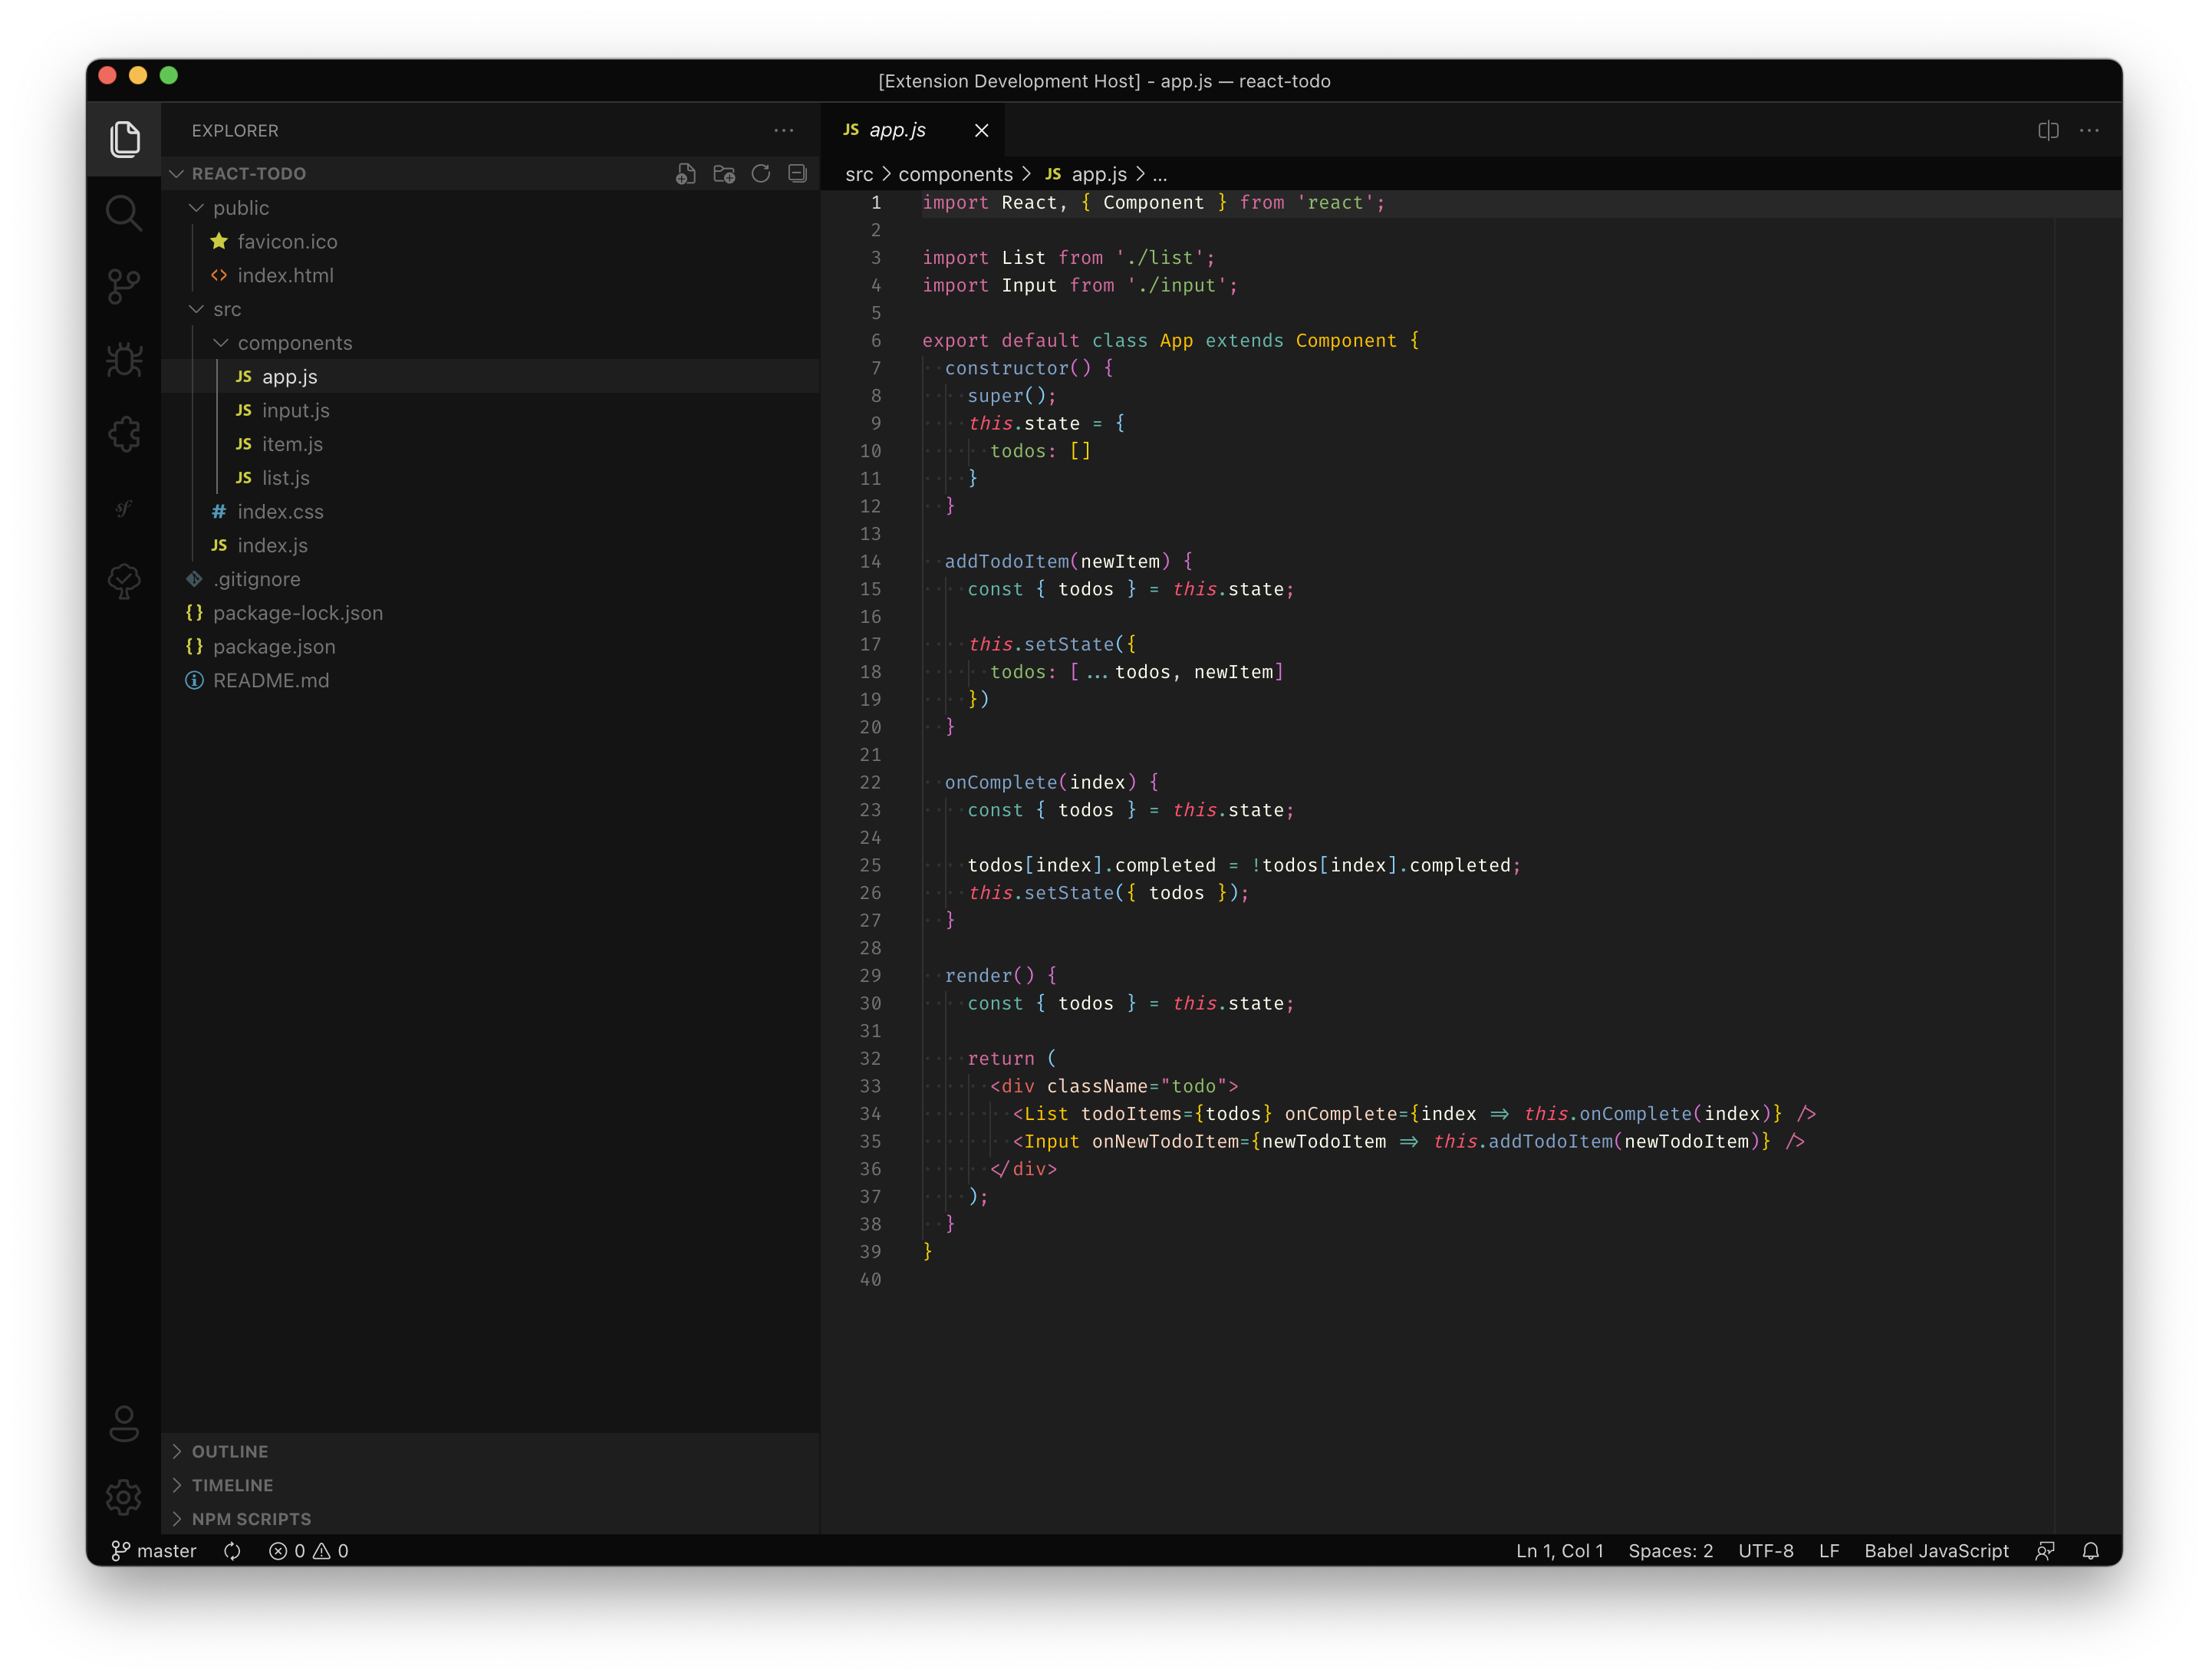 [Extension Development Host] - app.js — react-todo
EXPLORER
REACT-TODO
public
favicon.ico
<> index.html
src
components
JS app.js
JS input.js
JS item.js
JS list.js
# index.css
JS index.js
.gitignore
{} package-lock.json
{} package.json
README.md
OUTLINE
TIMELINE
NPM SCRIPTS
sf
JS app.js
src > components > JS app.js > ...
1 import React, { Component } from 'react';
2
3 import List from './list';
4 import Input from './input';
5
6 export default class App extends Component {
7   constructor() {
8     super();
9     this.state = {
10       todos: []
11     }
12   }
13
14   addTodoItem(newItem) {
15     const { todos } = this.state;
16
17     this.setState({
18       todos: [...todos, newItem]
19     })
20   }
21
22   onComplete(index) {
23     const { todos } = this.state;
24
25     todos[index].completed = !todos[index].completed;
26     this.setState({ todos });
27   }
28
29   render() {
30     const { todos } = this.state;
31
32     return (
33       <div className="todo">
34         <List todoItems={todos} onComplete={index => this.onComplete(index)} />
35         <Input onNewTodoItem={newTodoItem => this.addTodoItem(newTodoItem)} />
36       </div>
37     );
38   }
39 }
40
master 0 0 Ln 1, Col 1 Spaces: 2 UTF-8 LF Babel JavaScript